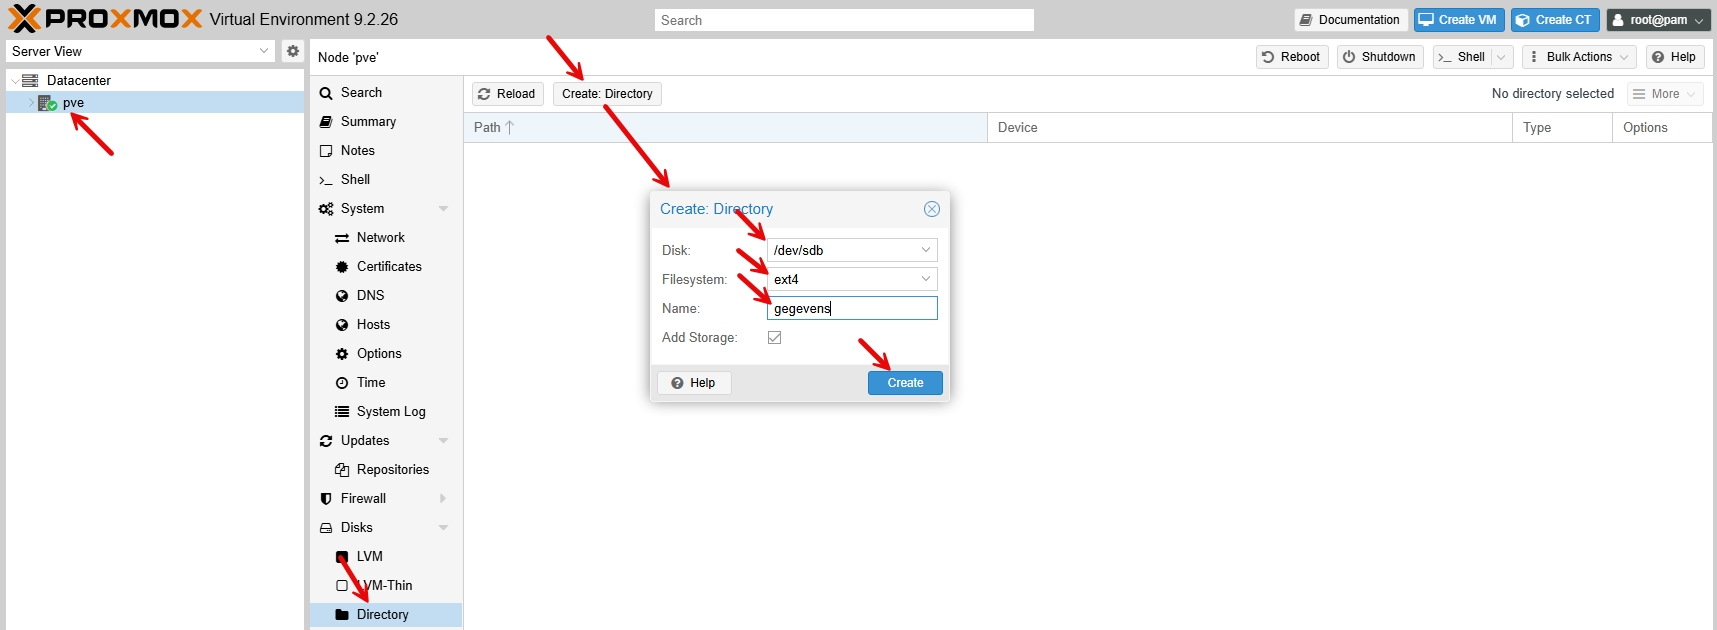 PROXMOX Virtual Environment 9.2.26
Search
Documentation
Create VM
Create CT
root@pam
Server View
Datacenter
pve
Node 'pve'
Reboot
Shutdown
Shell
Bulk Actions
Help
Search
Summary
Notes
Shell
System
Network
Certificates
DNS
Hosts
Options
Time
System Log
Updates
Repositories
Firewall
Disks
LVM
LVM-Thin
Directory
Reload
Create: Directory
No directory selected
More
Path
Device
Type
Options
Create: Directory
Disk: /dev/sdb
Filesystem: ext4
Name: gegevens
Add Storage:
Help
Create